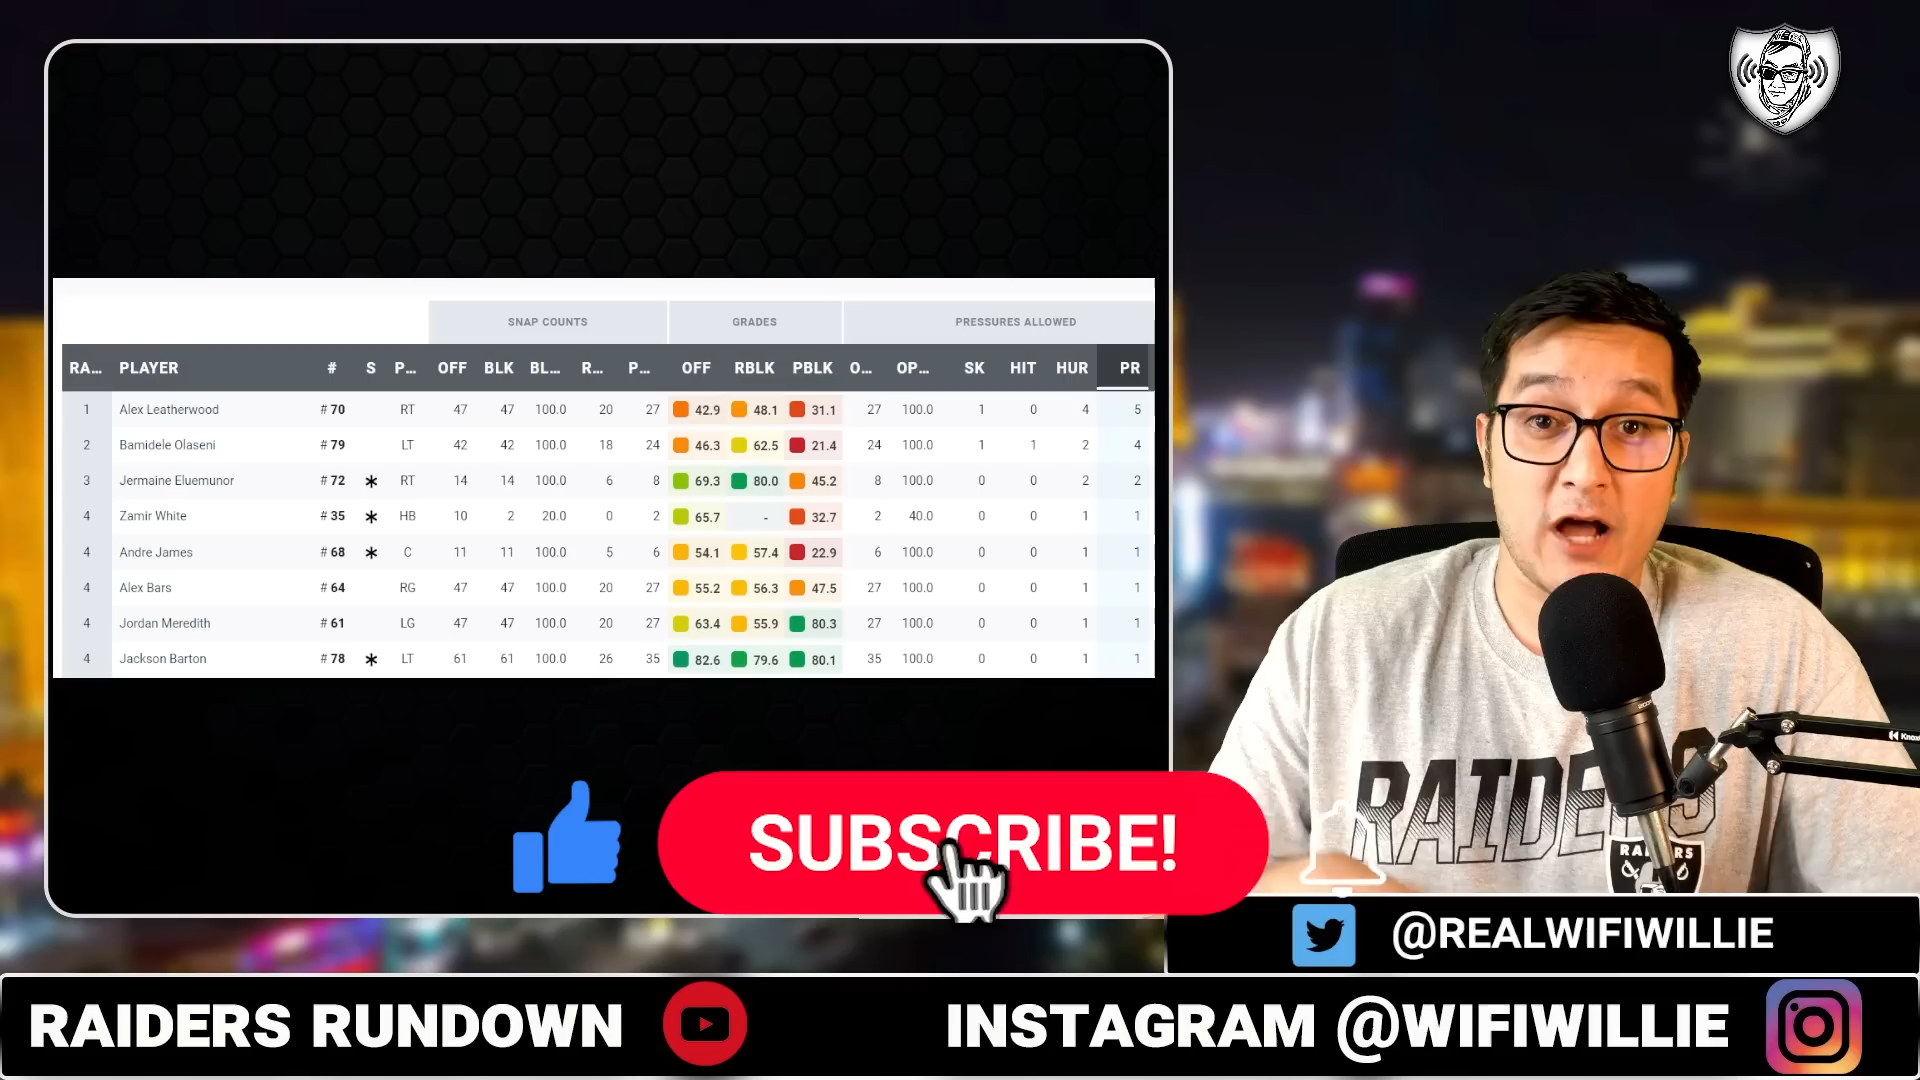 SNAP COUNTS GRADES PRESSURES ALLOWED
RA... PLAYER # S P... OFF BLK BL... R... P... OFF RBLK PBLK O... OP... SK HIT HUR PR
1 Alex Leatherwood #70 RT 47 47 100.0 20 27 42.9 48.1 31.1 27 100.0 1 0 4 5
2 Bamidele Olaseni #79 LT 42 42 100.0 18 24 46.3 62.5 21.4 24 100.0 1 1 2 4
3 Jermaine Eluemunor #72 * RT 14 14 100.0 6 8 69.3 80.0 45.2 8 100.0 0 0 2 2
4 Zamir White #35 * HB 10 2 20.0 0 2 65.7 - 32.7 2 40.0 0 0 1 1
4 Andre James #68 * C 11 11 100.0 5 6 54.1 57.4 22.9 6 100.0 0 0 1 1
4 Alex Bars #64 RG 47 47 100.0 20 27 55.2 56.3 47.5 27 100.0 0 0 1 1
4 Jordan Meredith #61 LG 47 47 100.0 20 27 63.4 55.9 80.3 27 100.0 0 0 1 1
4 Jackson Barton #78 * LT 61 61 100.0 26 35 82.6 79.6 80.1 35 100.0 0 0 1 1
SUBSCRIBE!
RAIDERS
@REALWIFIWILLIE
RAIDERS RUNDOWN
INSTAGRAM @WIFIWILLIE